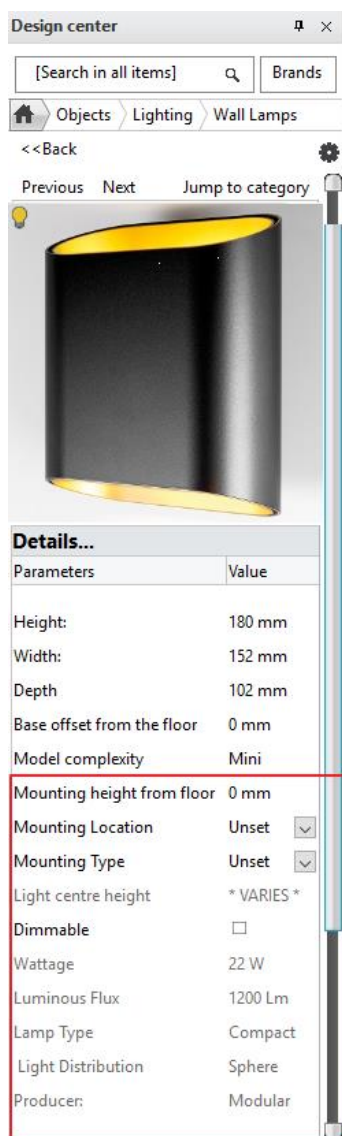 Design center
[Search in all items] Brands
Objects Lighting Wall Lamps
<<Back
Previous Next Jump to category
Details...
Parameters Value
Height: 180 mm
Width: 152 mm
Depth 102 mm
Base offset from the floor 0 mm
Model complexity Mini
Mounting height from floor 0 mm
Mounting Location Unset
Mounting Type Unset
Light centre height * VARIES *
Dimmable
Wattage 22 W
Luminous Flux 1200 Lm
Lamp Type Compact
Light Distribution Sphere
Producer: Modular